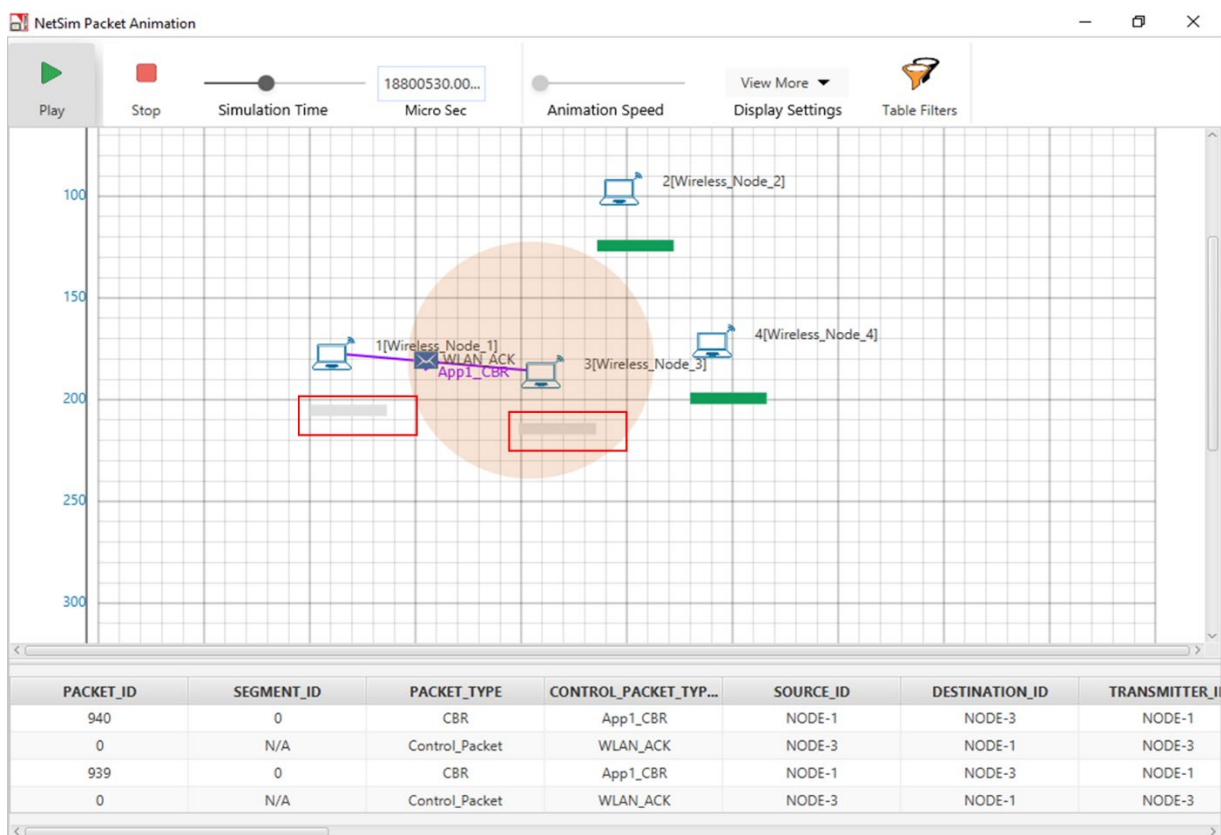 NetSim Packet Animation
18800530.00...
View More
Play
Stop
Simulation Time
Micro Sec
Animation Speed
Display Settings
Table Filters
100
2[Wireless_Node_2]
150
1[Wireless_Node_1]
4[Wireless_Node_4]
WLAN_ACK
3[Wireless_Node_3]
App1_CBR
200
250
300
PACKET_ID SEGMENT_ID PACKET_TYPE CONTROL_PACKET_TYP... SOURCE_ID DESTINATION_ID TRANSMITTER_I
940 0 CBR App1_CBR NODE-1 NODE-3 NODE-1
0 N/A Control_Packet WLAN_ACK NODE-3 NODE-1 NODE-3
939 0 CBR App1_CBR NODE-1 NODE-3 NODE-1
0 N/A Control_Packet WLAN_ACK NODE-3 NODE-1 NODE-3